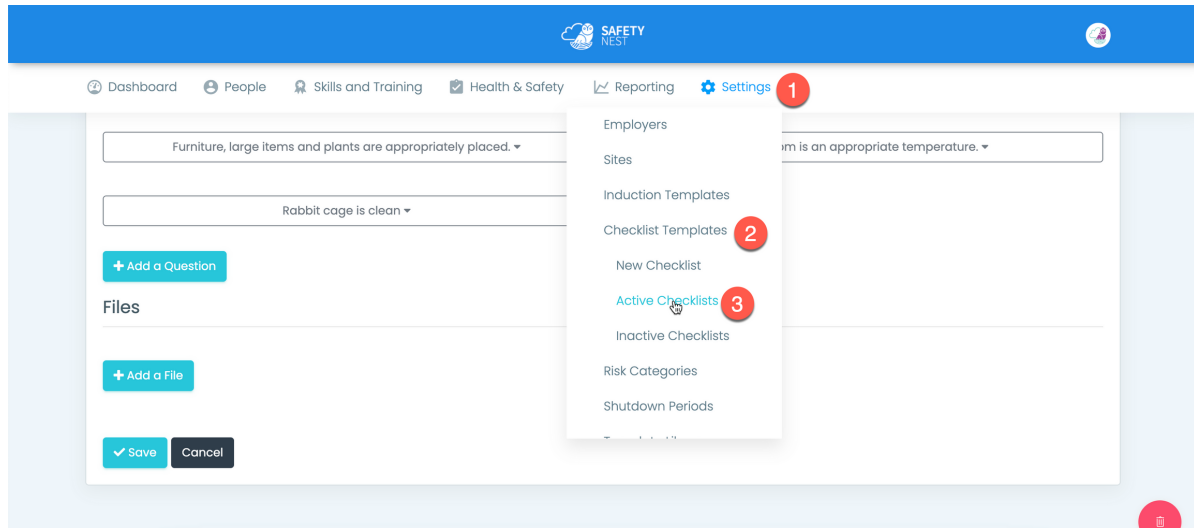 SAFETY
NEST
Dashboard People Skills and Training Health & Safety Reporting Settings 1
Employers
Furniture, large items and plants are appropriately placed. is an appropriate temperature.
Sites
Induction Templates
Rabbit cage is clean
Checklist Templates 2
+ Add a Question
New Checklist
Active Checklists 3
Files
Inactive Checklists
Risk Categories
+ Add a File
Shutdown Periods
Save Cancel